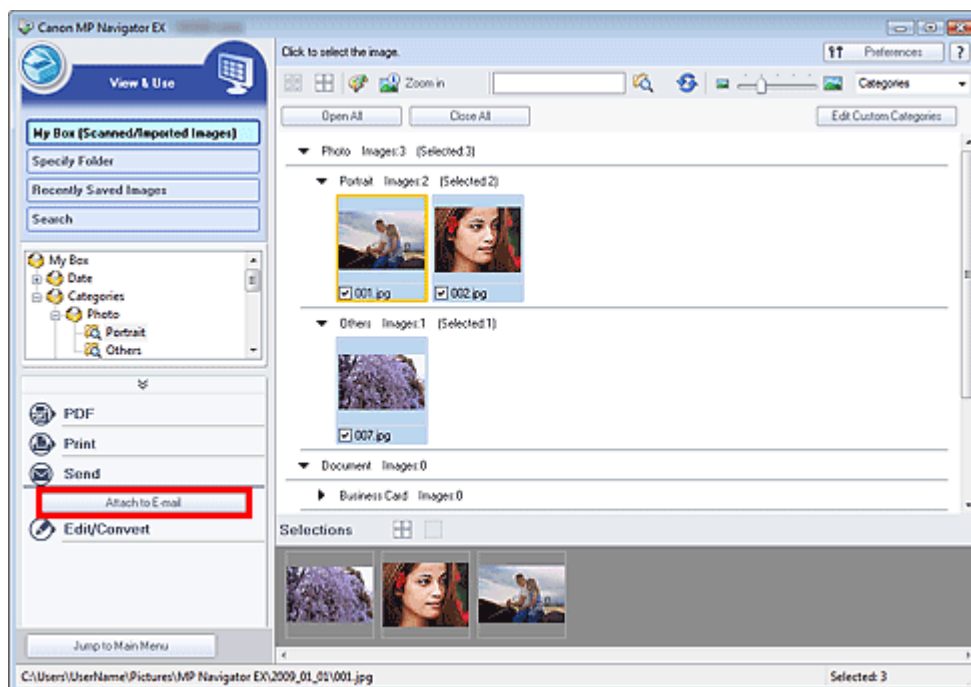 Canon MP Navigator EX
View & Use
My Box (Scanned/Imported Images)
Specify Folder
Recently Saved Images
Search
My Box
Date
Categories
Photo
Portrait
Others
PDF
Print
Send
Attach to E-mail
Edit/Convert
Jump to Main Menu
Click to select the image.
Preferences
?
Zoom in
Categories
Open All
Close All
Edit Custom Categories
Photo Images:3 (Selected:3)
Portrait Images:2 (Selected:2)
001.jpg
002.jpg
Others Images:1 (Selected:1)
007.jpg
Document Images:0
Business Card Images:0
Selections
C:\Users\UserName\Pictures\MP Navigator EX\2009_01_01\001.jpg
Selected: 3